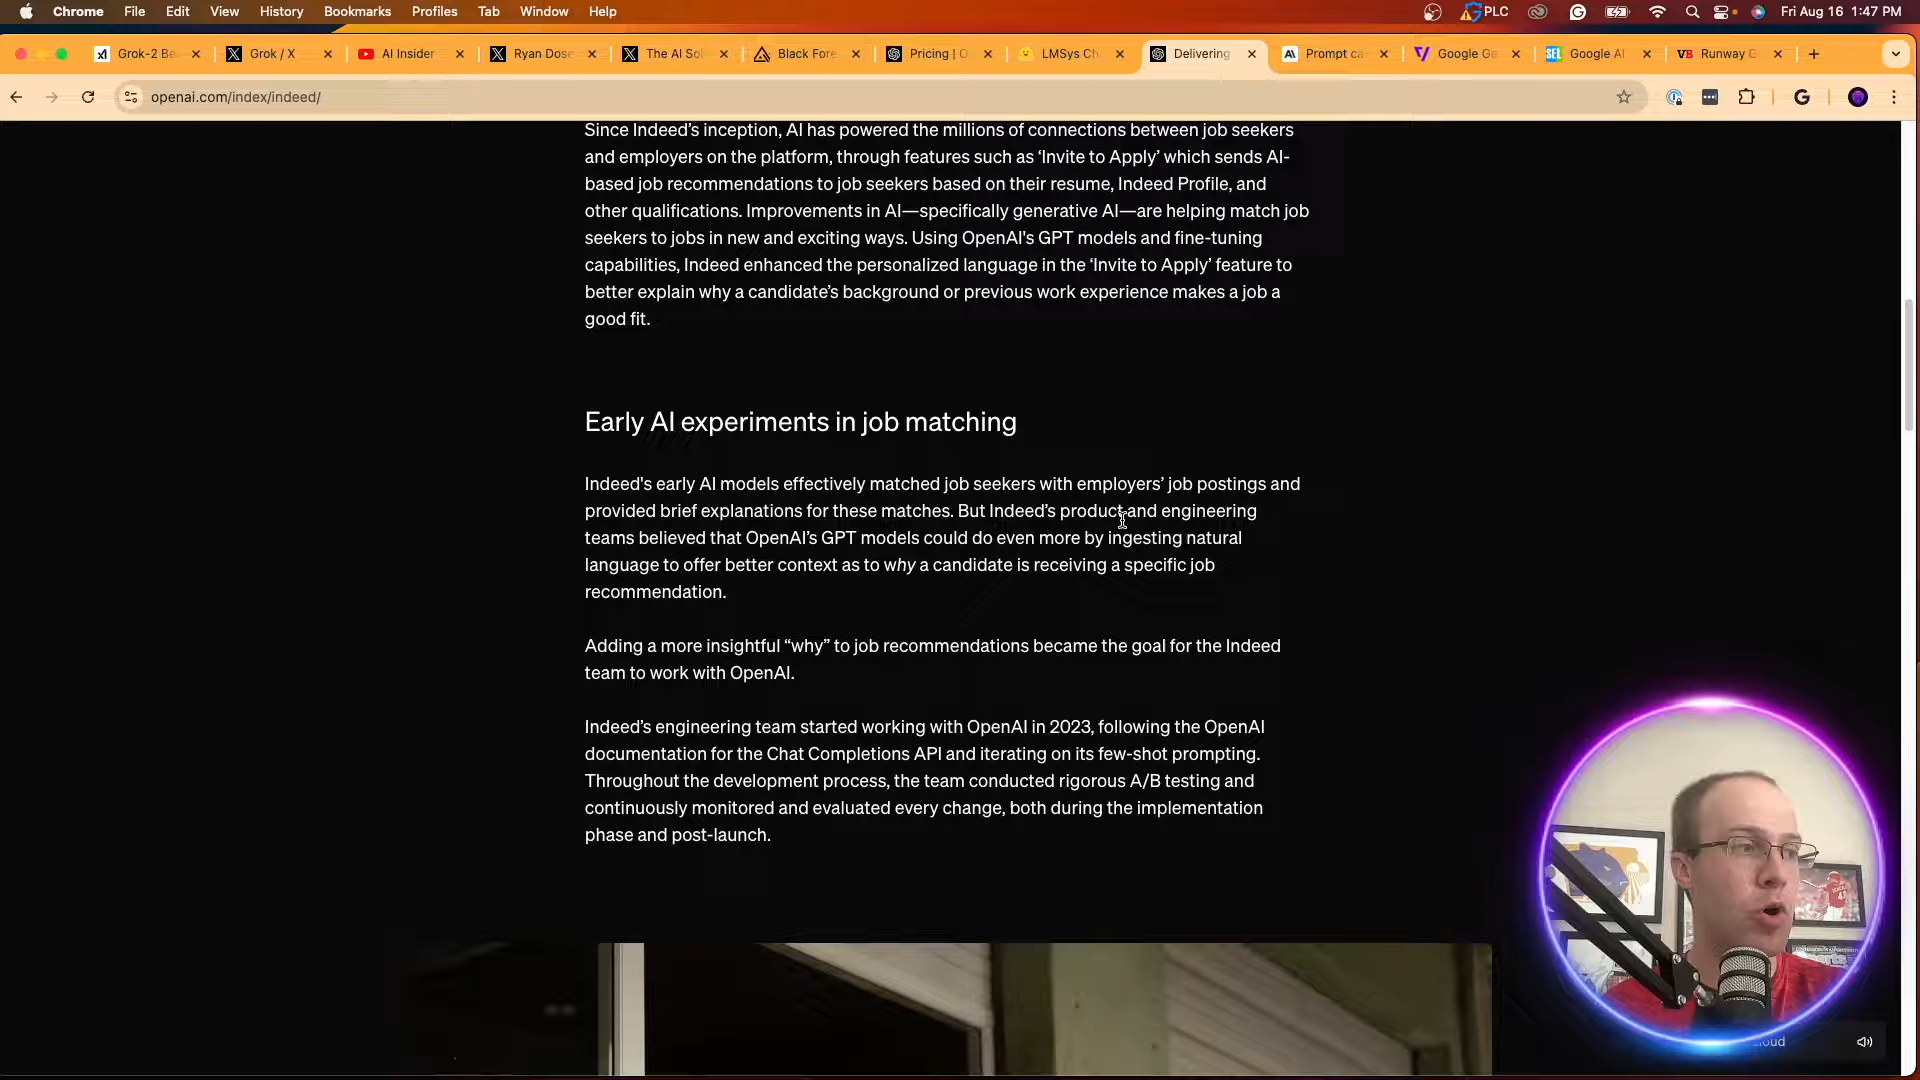 Chrome File Edit View History Bookmarks Profiles Tab Window Help PLC Fri Aug 16 1:47 PM
Grok-2 Be Grok / X AI Insider Ryan Dose The AI Sol Black Fore Pricing | O LMSys Ch Delivering Prompt ca Google Ge Google AI Runway G
openai.com/index/indeed/
Since Indeed’s inception, AI has powered the millions of connections between job seekers
and employers on the platform, through features such as ‘Invite to Apply’ which sends AI-
based job recommendations to job seekers based on their resume, Indeed Profile, and
other qualifications. Improvements in AI—specifically generative AI—are helping match job
seekers to jobs in new and exciting ways. Using OpenAI's GPT models and fine-tuning
capabilities, Indeed enhanced the personalized language in the ‘Invite to Apply’ feature to
better explain why a candidate’s background or previous work experience makes a job a
good fit.
Early AI experiments in job matching
Indeed's early AI models effectively matched job seekers with employers’ job postings and
provided brief explanations for these matches. But Indeed’s product and engineering
teams believed that OpenAI’s GPT models could do even more by ingesting natural
language to offer better context as to why a candidate is receiving a specific job
recommendation.
Adding a more insightful “why” to job recommendations became the goal for the Indeed
team to work with OpenAI.
Indeed’s engineering team started working with OpenAI in 2023, following the OpenAI
documentation for the Chat Completions API and iterating on its few-shot prompting.
Throughout the development process, the team conducted rigorous A/B testing and
continuously monitored and evaluated every change, both during the implementation
phase and post-launch.